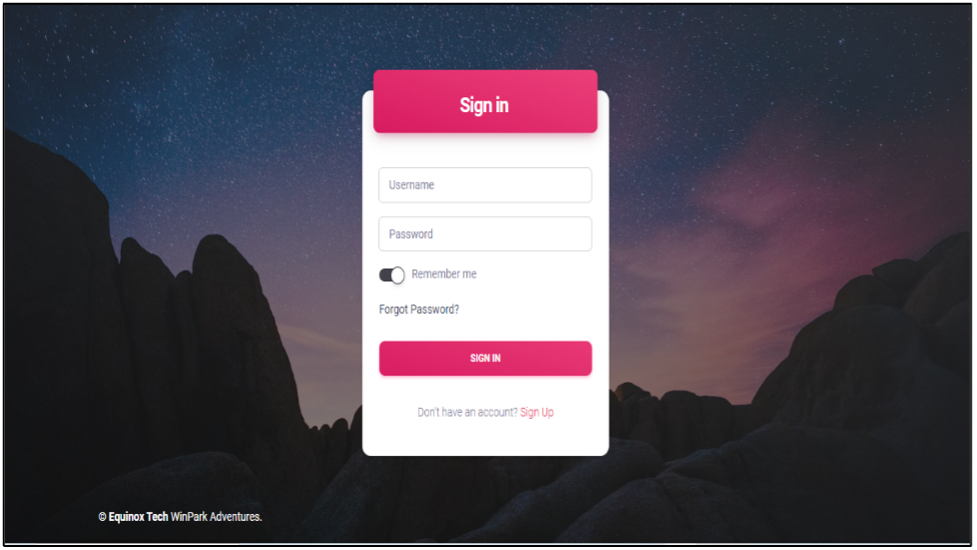 Sign in
Username
Password
Remember me
Forgot Password?
SIGN IN
Don't have an account? Sign Up
© Equinox Tech WinPark Adventures.